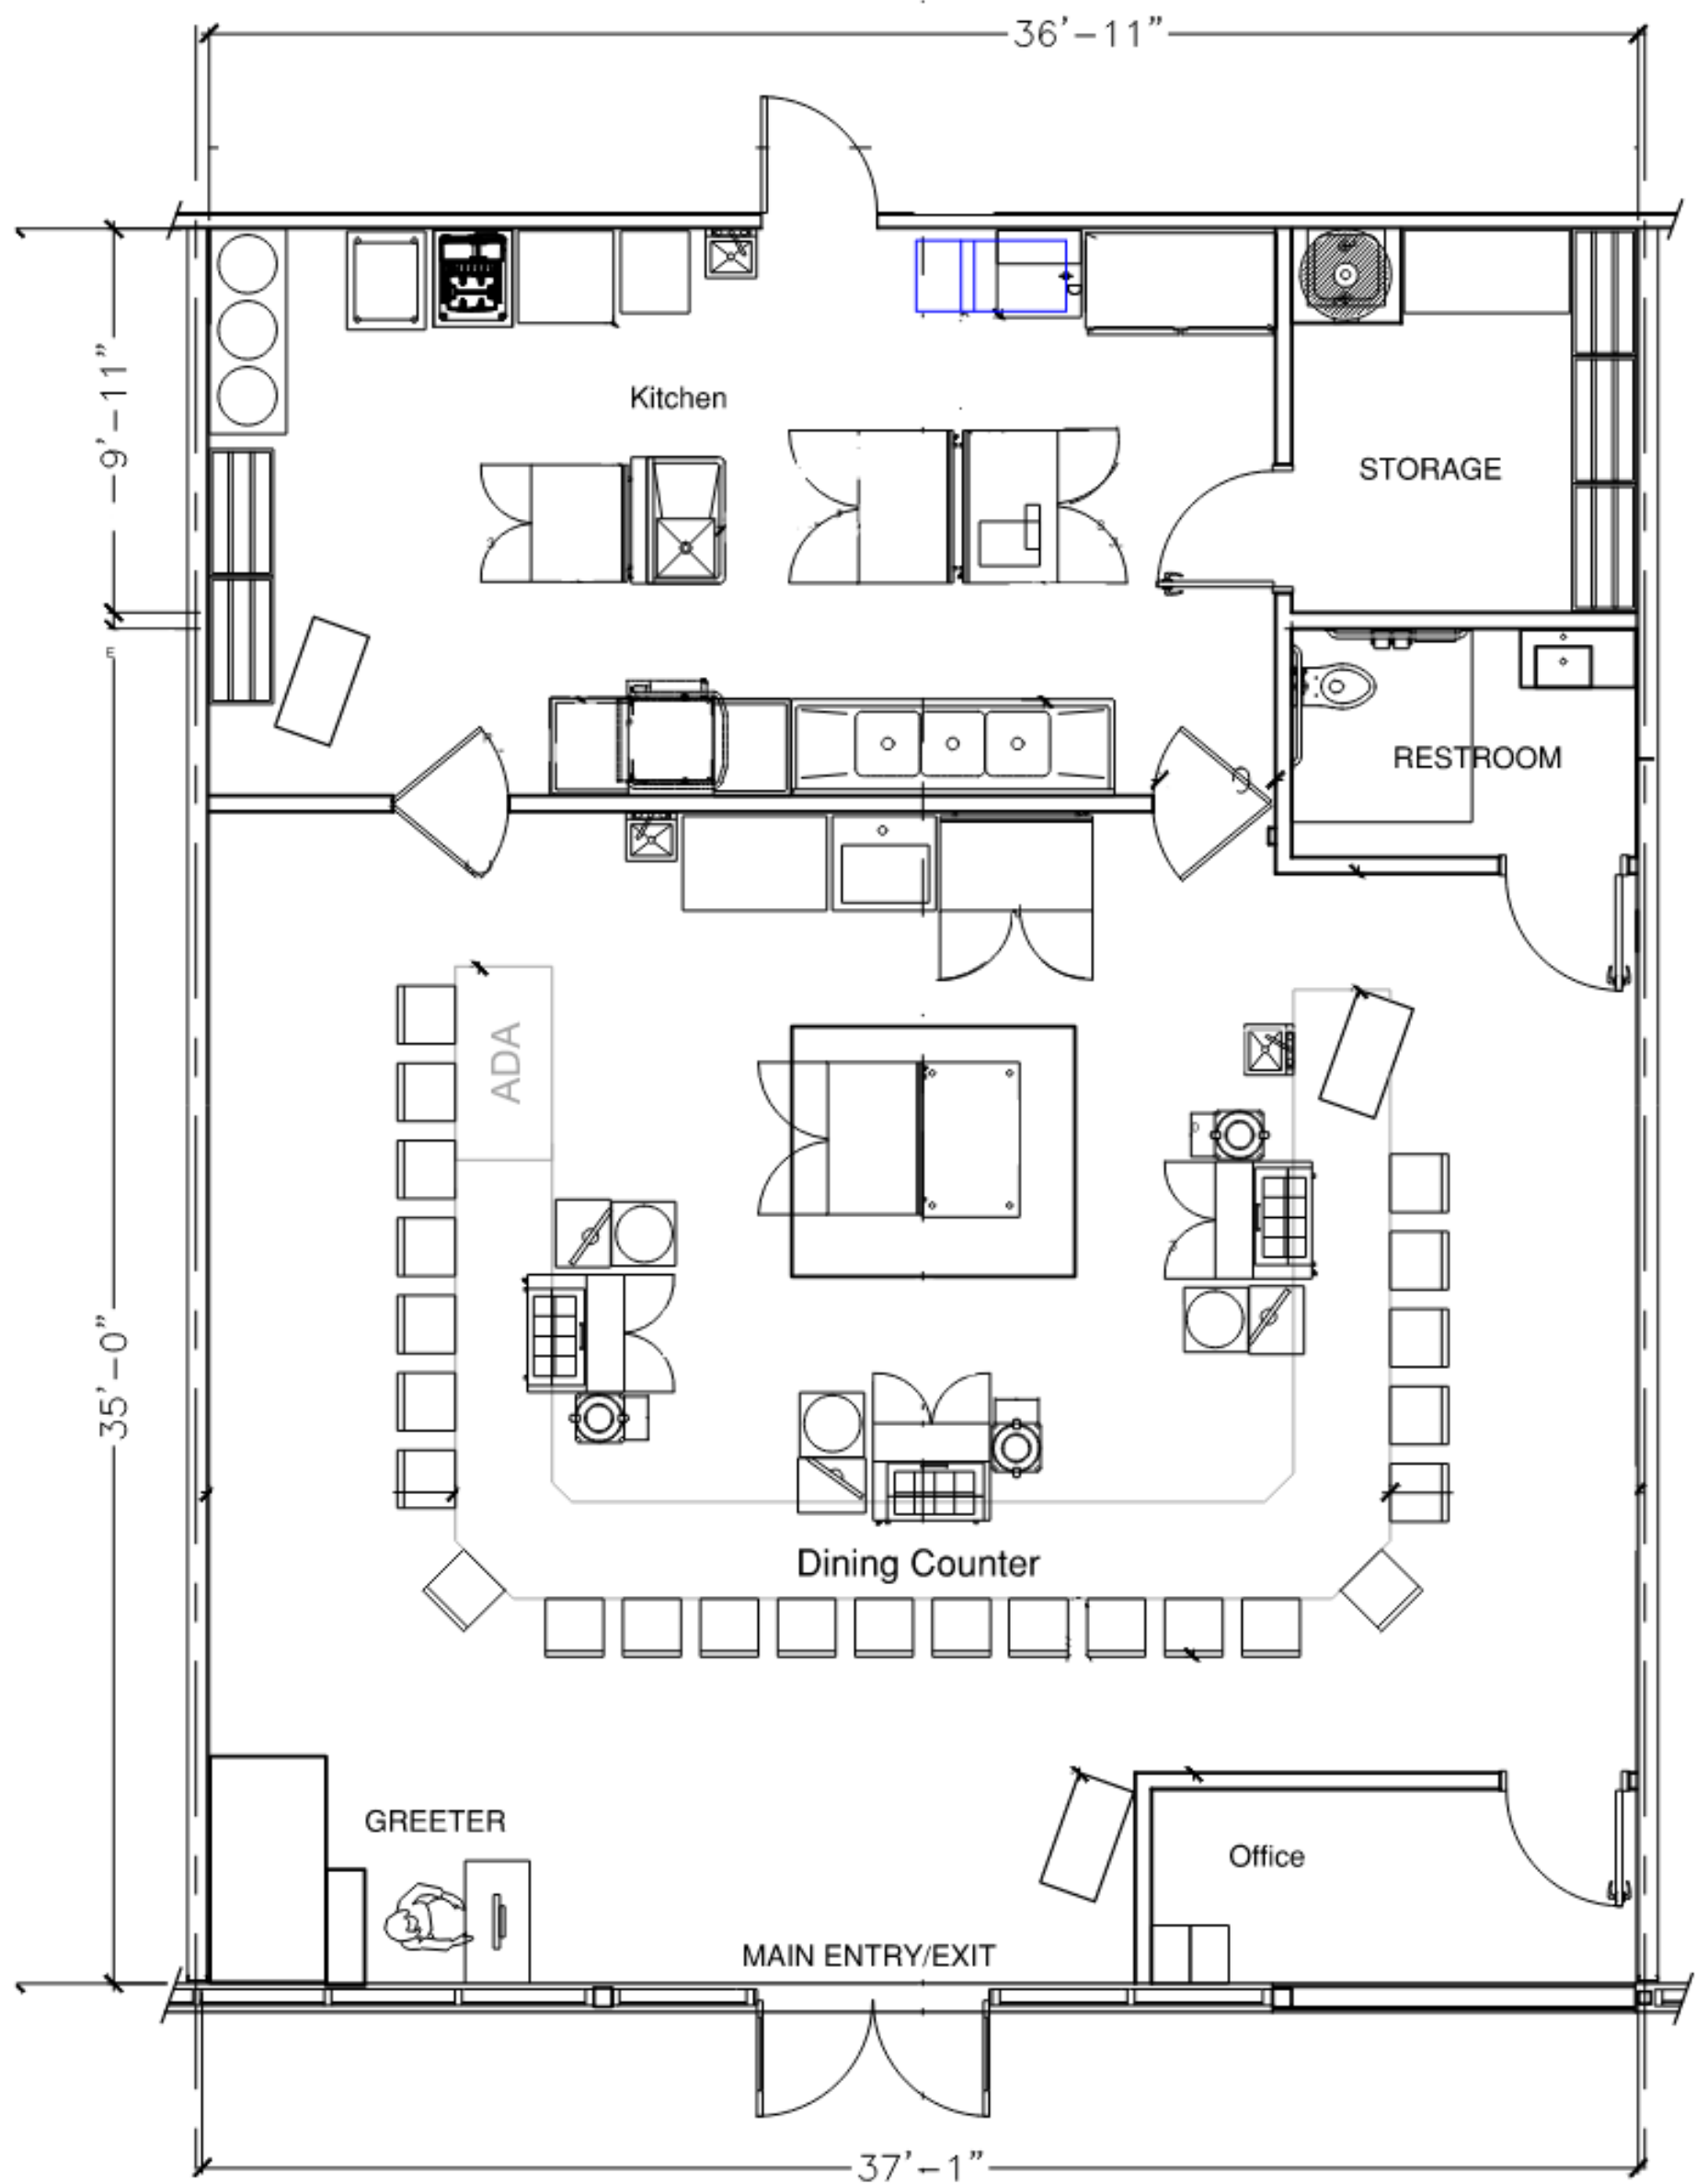 36'-11"
Kitchen
9'-11"
STORAGE
E
RESTROOM
ADA
35'-0"
Dining Counter
GREETER
Office
MAIN ENTRY/EXIT
37'-1"